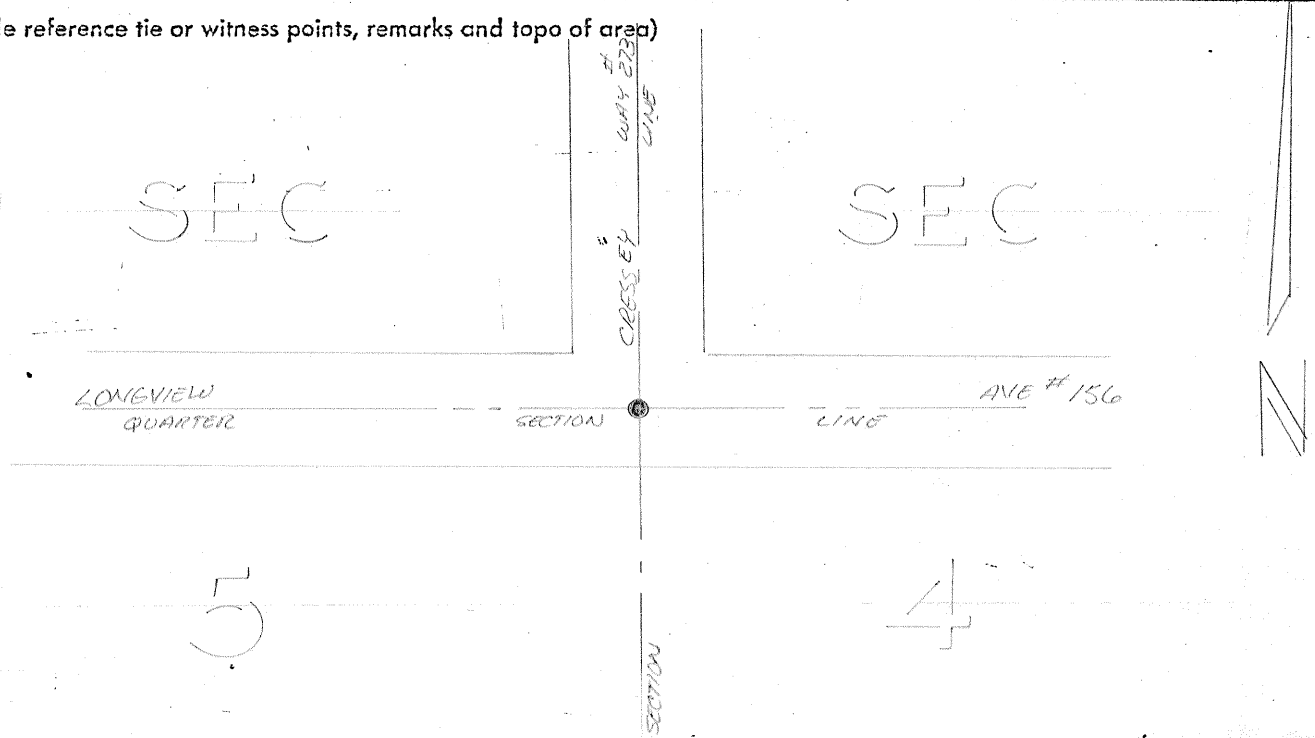 e reference tie or witness points, remarks and topo of area)
CRESSEY WAY # 273
LINE
SEC
SEC
LONGVIEW AVE # 156
QUARTER SECTION LINE
N
5
4
SECTION